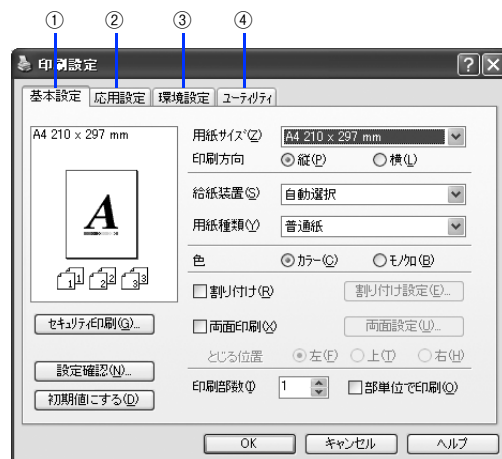 ① ② ③ ④
印刷設定
基本設定 応用設定 環境設定 ユーティリティ
A4 210 x 297 mm
用紙サイズ(Z) A4 210 x 297 mm
印刷方向 縦(P) 横(L)
給紙装置(S) 自動選択
用紙種類(Y) 普通紙
A
1 1 2 2 3 3
色 カラー(C) モノクロ(B)
割り付け(R) 割り付け設定(E)...
セキュリティ印刷(G)...
両面印刷(X) 両面設定(U)...
とじる位置 左(F) 上(T) 右(H)
設定確認(N)...
印刷部数(I) 1 部単位で印刷(O)
初期値にする(D)
OK キャンセル ヘルプ